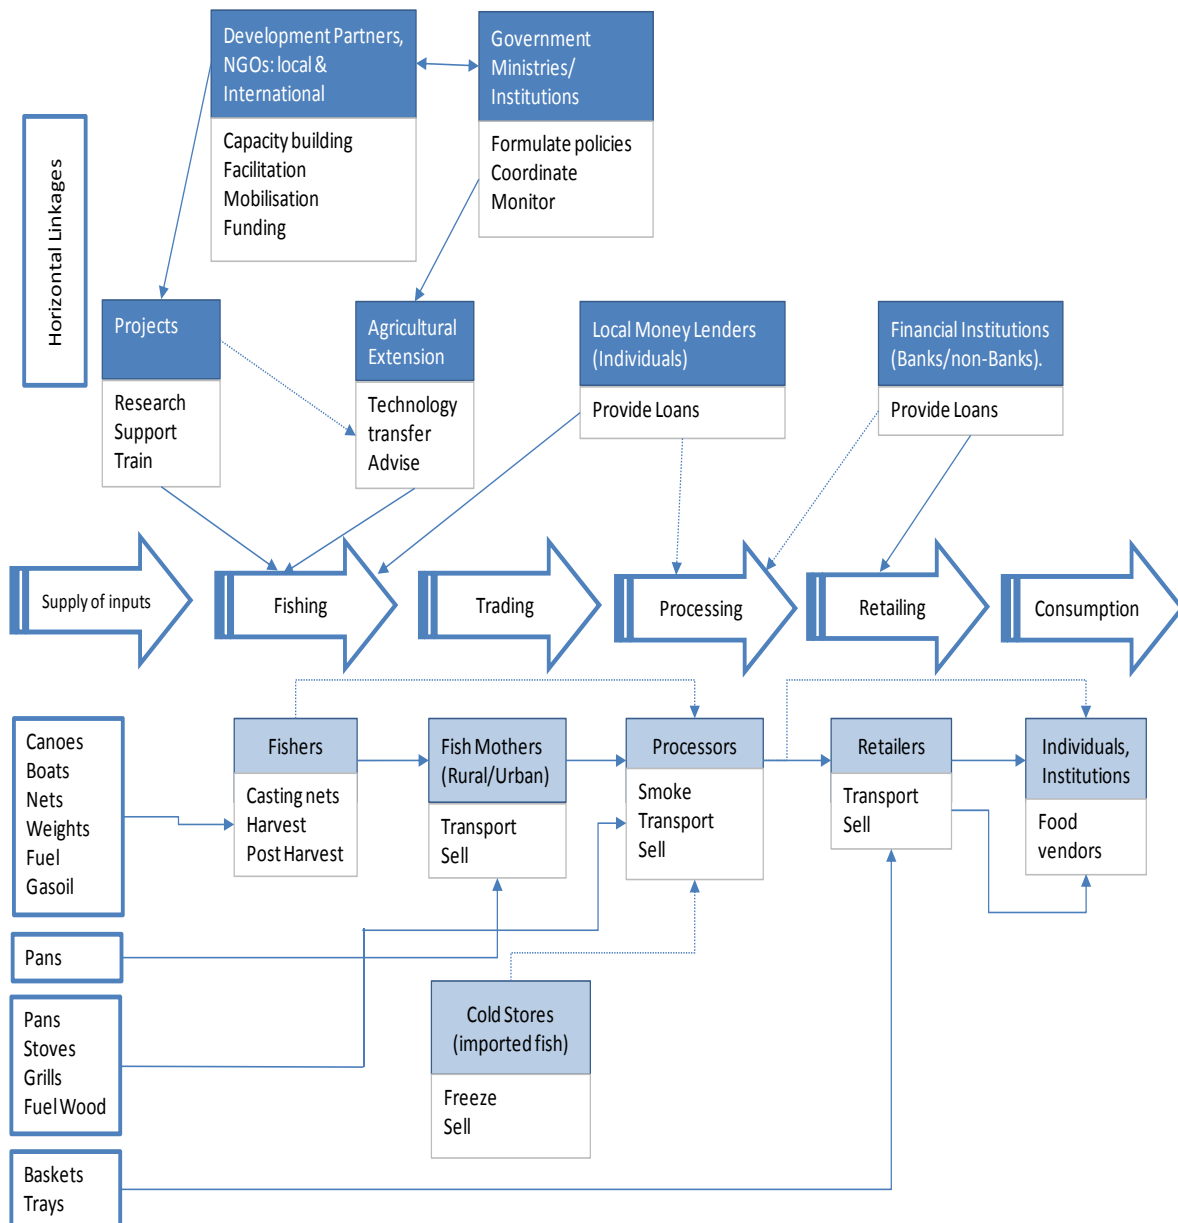 Development Partners,
NGOs: local &
International
Capacity building
Facilitation
Mobilisation
Funding
Government
Ministries/
Institutions
Formulate policies
Coordinate
Monitor
Horizontal Linkages
Projects
Research
Support
Train
Agricultural
Extension
Technology
transfer
Advise
Local Money Lenders
(Individuals)
Provide Loans
Financial Institutions
(Banks/non-Banks).
Provide Loans
Supply of inputs
Fishing
Trading
Processing
Retailing
Consumption
Canoes
Boats
Nets
Weights
Fuel
Gasoil
Fishers
Casting nets
Harvest
Post Harvest
Fish Mothers
(Rural/Urban)
Transport
Sell
Processors
Smoke
Transport
Sell
Retailers
Transport
Sell
Individuals,
Institutions
Food
vendors
Pans
Pans
Stoves
Grills
Fuel Wood
Cold Stores
(imported fish)
Freeze
Sell
Baskets
Trays